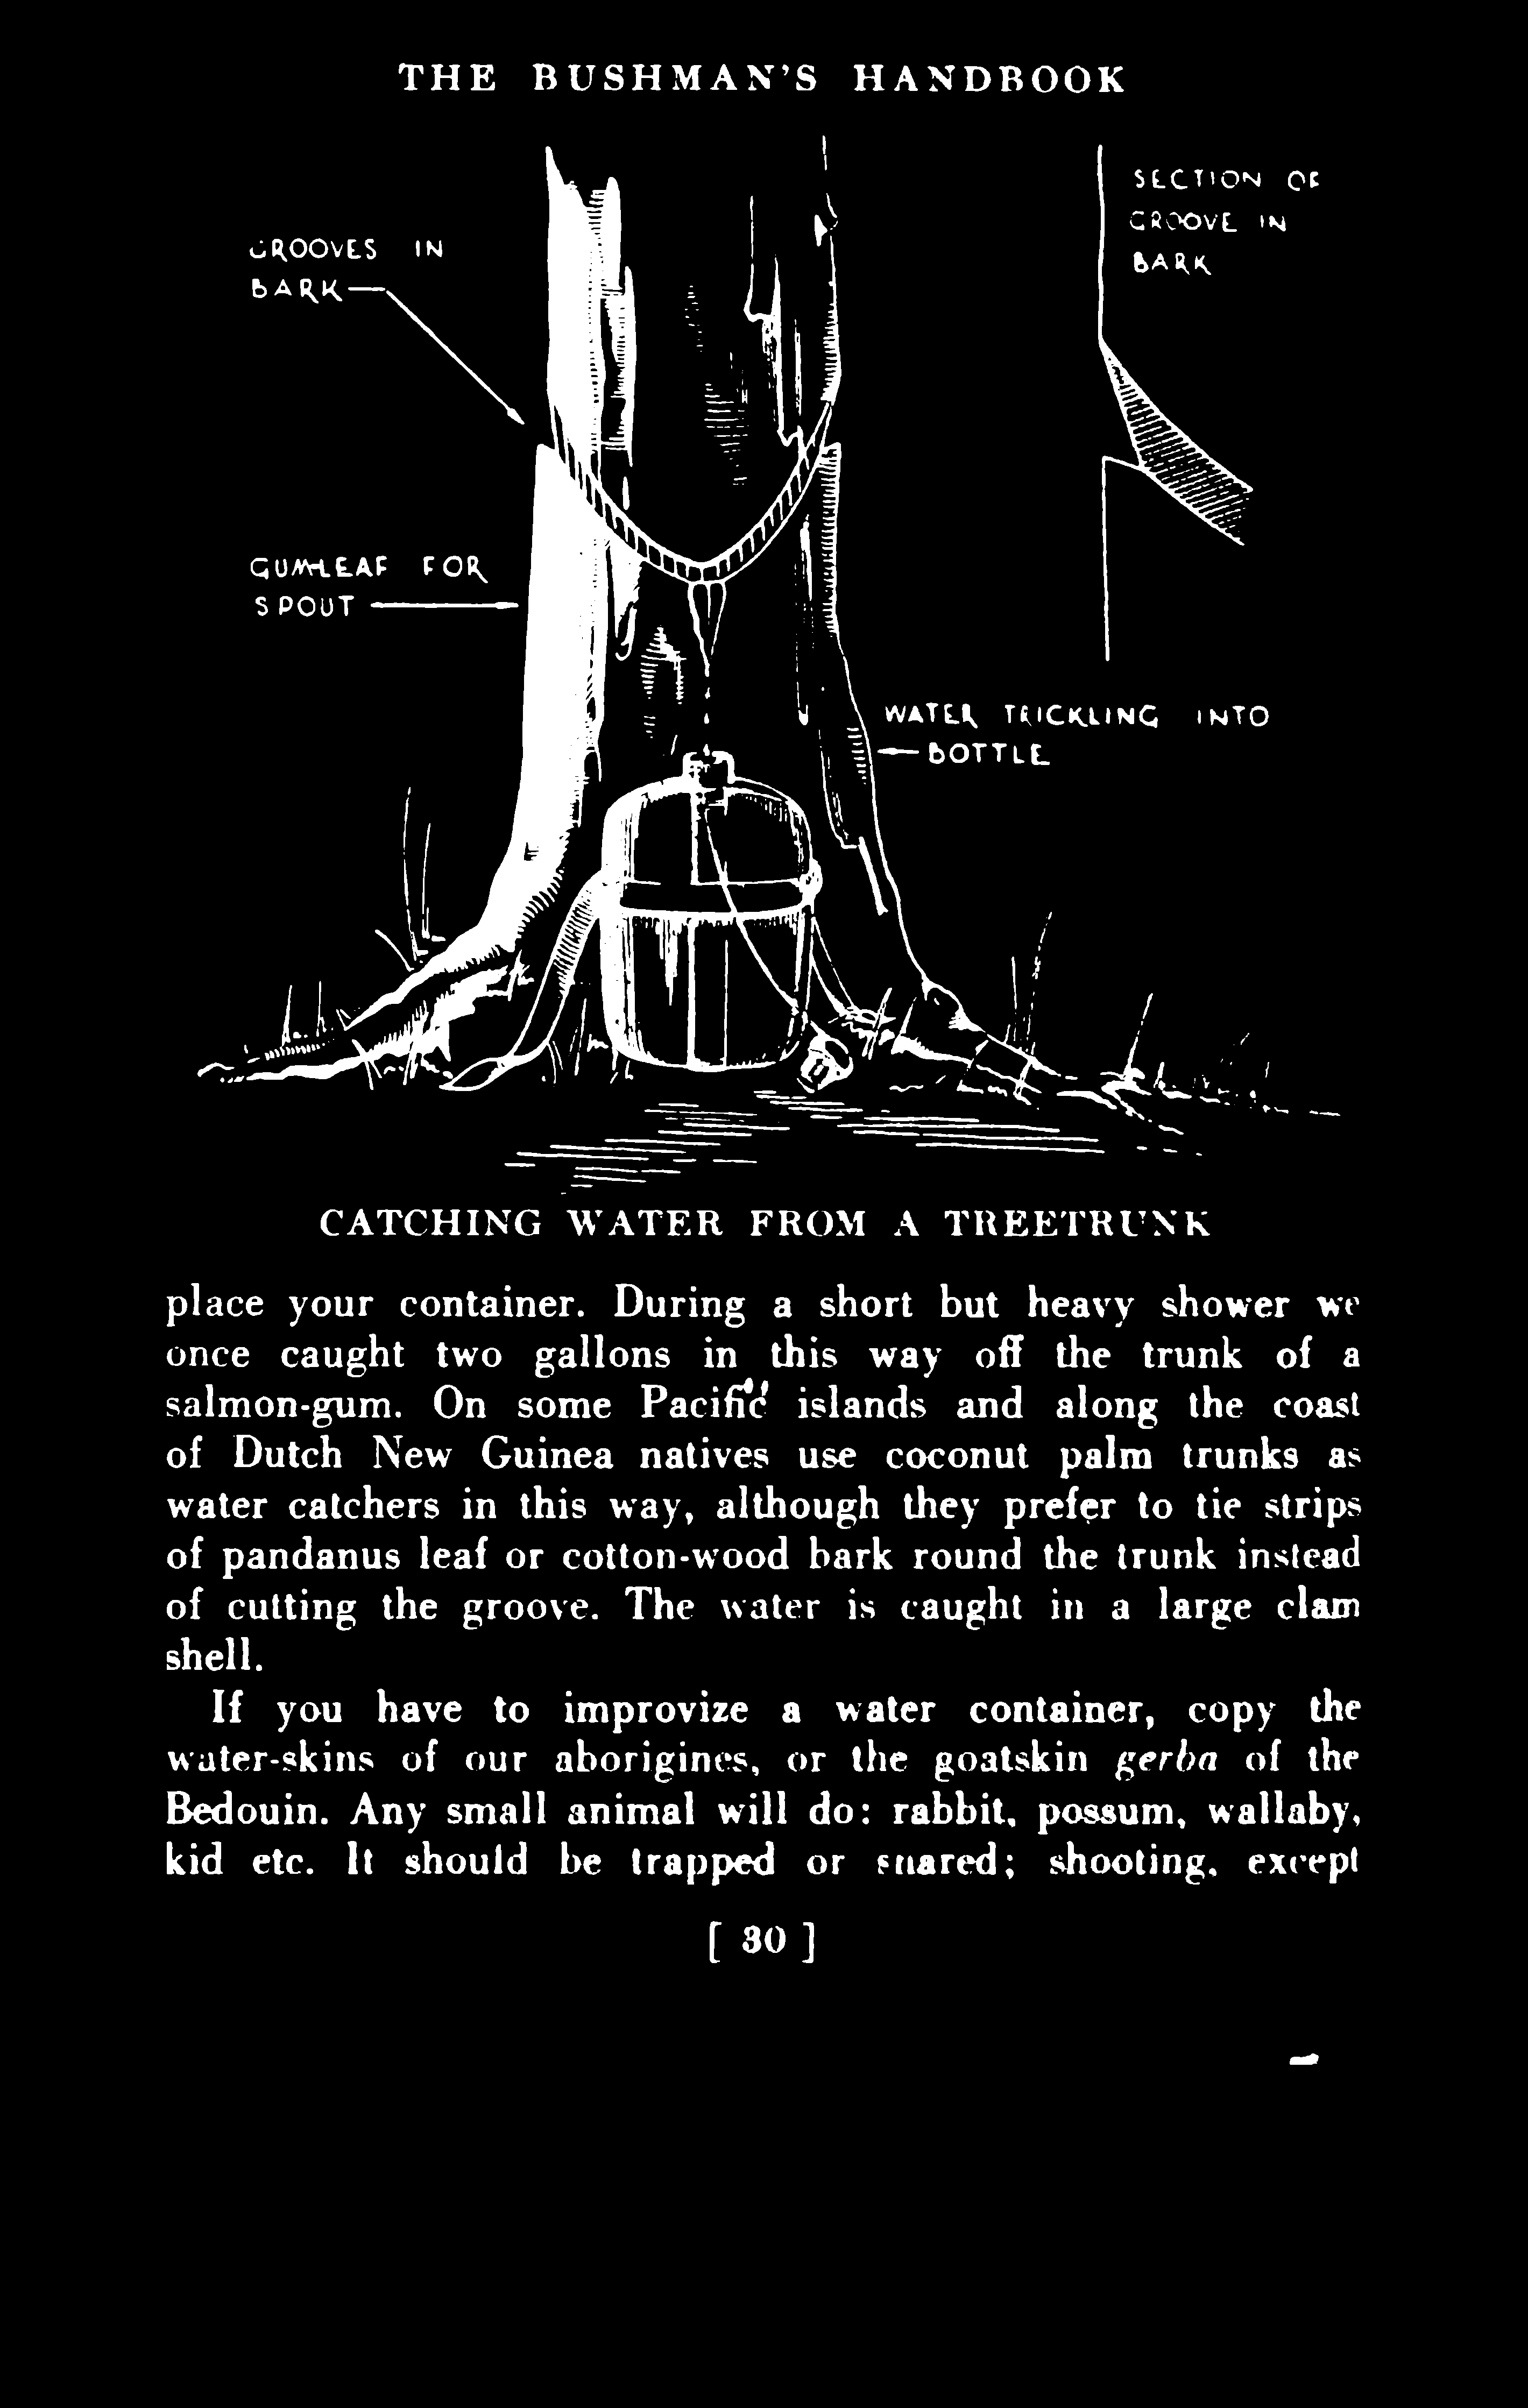 THE BUSHMAN'S HANDBOOK
GROOVES IN
BARK
SECTION OF
GROOVE IN
BARK
GUM-LEAF FOR
SPOUT
WATER TRICKLING INTO
BOTTLE
CATCHING WATER FROM A TREETRUNK
place your container. During a short but heavy shower we
once caught two gallons in this way off the trunk of a
salmon-gum. On some Pacific islands and along the coast
of Dutch New Guinea natives use coconut palm trunks as
water catchers in this way, although they prefer to tie strips
of pandanus leaf or cotton-wood bark round the trunk instead
of cutting the groove. The water is caught in a large clam
shell.
If you have to improvize a water container, copy the
water-skins of our aborigines, or the goatskin gerba of the
Bedouin. Any small animal will do: rabbit, possum, wallaby,
kid etc. It should be trapped or snared; shooting, except
[ 30 ]